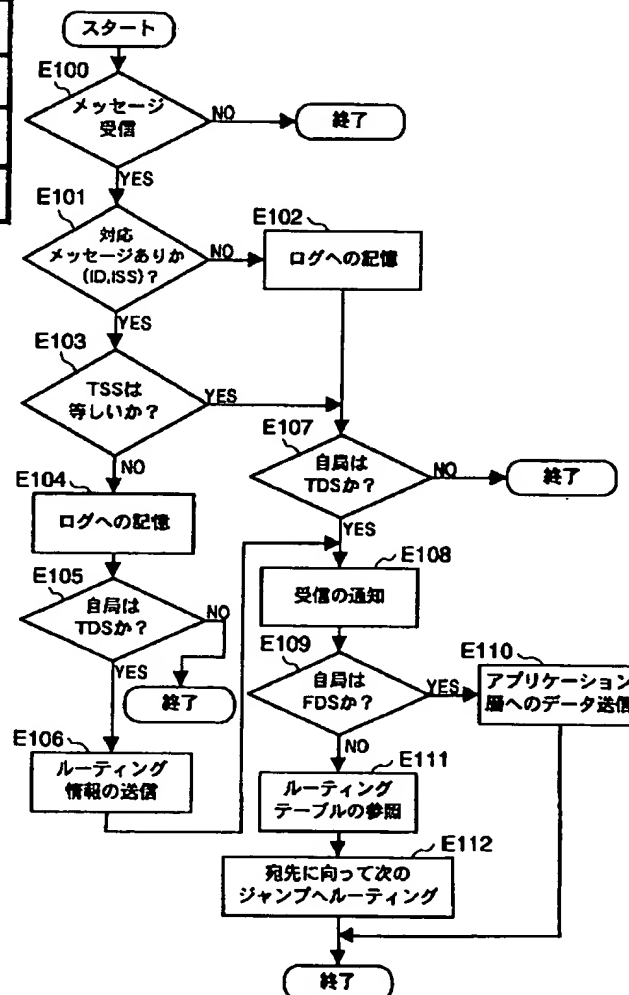 スタート
E100
メッセージ
受信
NO
終了
YES
E101
対応
メッセージありか
(ID,ISS)?
NO
E102
ログへの記憶
YES
E103
TSSは
等しいか?
YES
NO
E104
ログへの記憶
E105
自局は
TDSか?
NO
終了
YES
E106
ルーティング
情報の送信
E107
自局は
TDSか?
NO
終了
YES
E108
受信の通知
E109
自局は
FDSか?
YES
E110
アプリケーション
層へのデータ送信
NO
E111
ルーティング
テーブルの参照
E112
宛先に向って次の
ジャンプへルーティング
終了